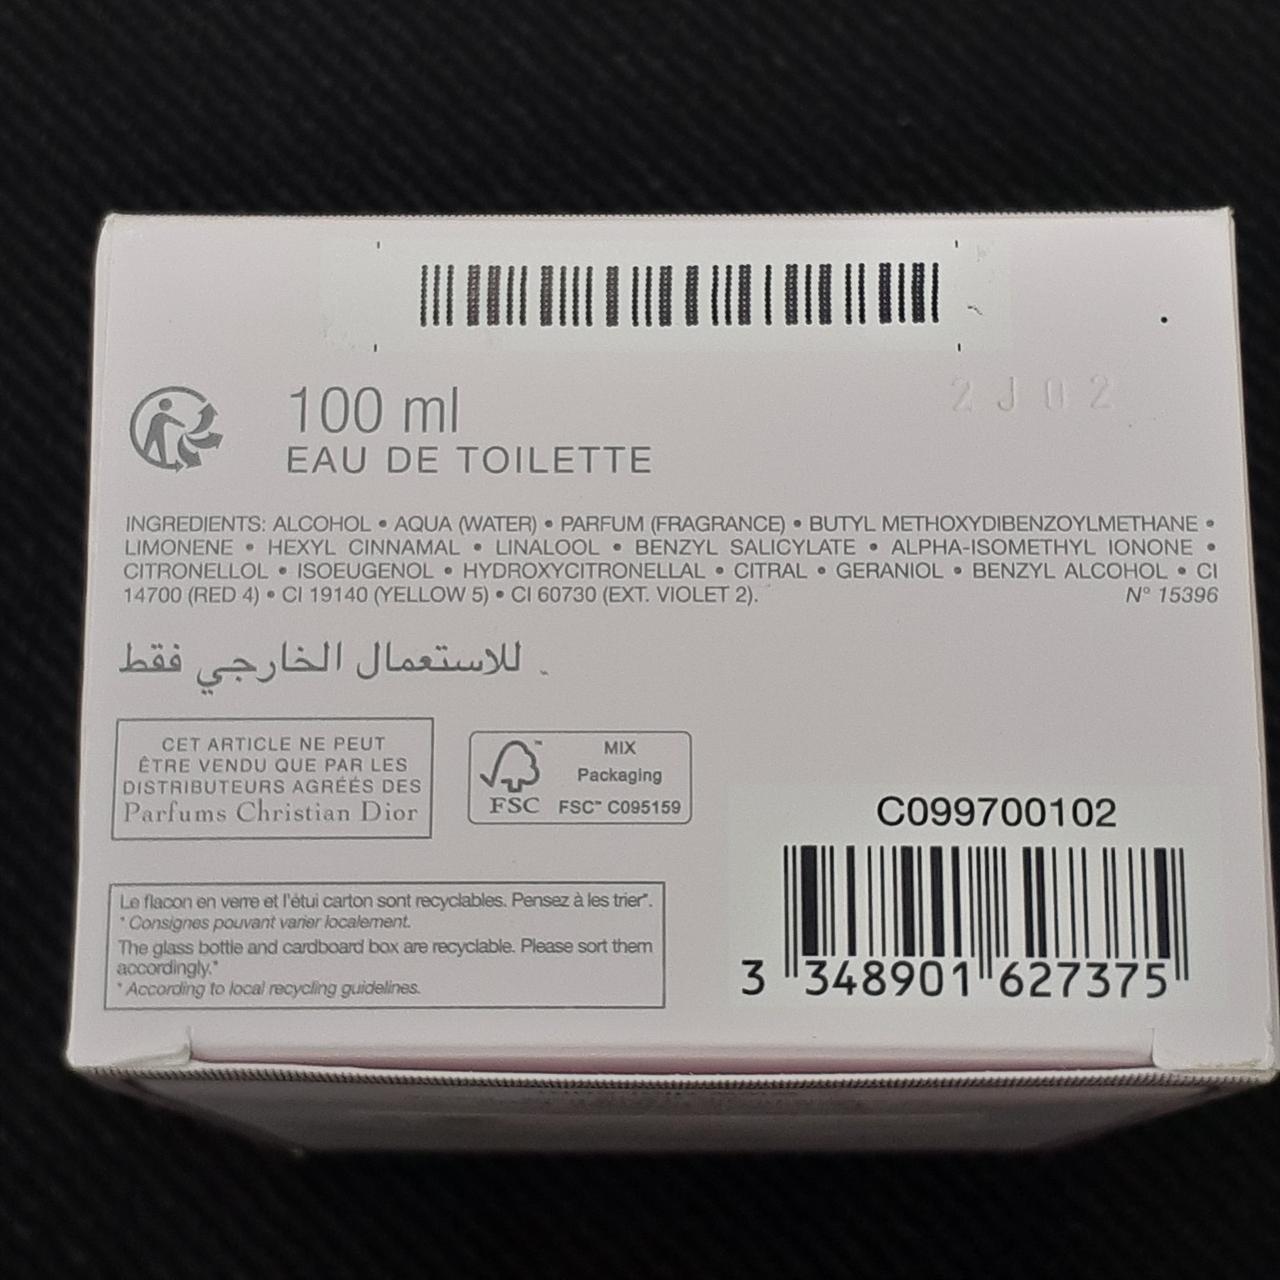 2J02
100 ml
EAU DE TOILETTE
INGREDIENTS: ALCOHOL • AQUA (WATER) • PARFUM (FRAGRANCE) • BUTYL METHOXYDIBENZOYLMETHANE •
LIMONENE • HEXYL CINNAMAL • LINALOOL • BENZYL SALICYLATE • ALPHA-ISOMETHYL IONONE •
CITRONELLOL • ISOEUGENOL • HYDROXYCITRONELLAL • CITRAL • GERANIOL • BENZYL ALCOHOL • CI
14700 (RED 4) • CI 19140 (YELLOW 5) • CI 60730 (EXT. VIOLET 2). N° 15396
للاستعمال الخارجي فقط .
CET ARTICLE NE PEUT
ÊTRE VENDU QUE PAR LES
DISTRIBUTEURS AGRÉÉS DES
Parfums Christian Dior
FSC™
MIX
Packaging
FSC™ C095159
C099700102
3 348901 627375
Le flacon en verre et l'étui carton sont recyclables. Pensez à les trier*.
* Consignes pouvant varier localement.
The glass bottle and cardboard box are recyclable. Please sort them
accordingly.*
* According to local recycling guidelines.